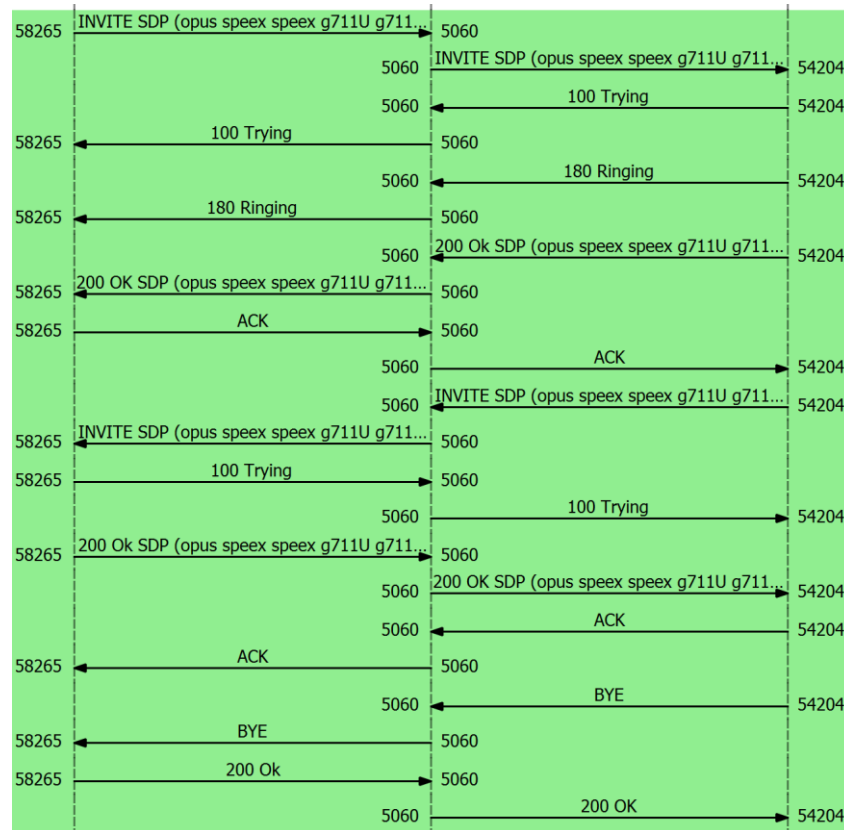 58265 INVITE SDP (opus speex speex g711U g711... 5060
5060 INVITE SDP (opus speex speex g711U g711... 54204
5060 100 Trying 54204
58265 100 Trying 5060
5060 180 Ringing 54204
58265 180 Ringing 5060
5060 200 Ok SDP (opus speex speex g711U g711... 54204
58265 200 OK SDP (opus speex speex g711U g711... 5060
58265 ACK 5060
5060 ACK 54204
5060 INVITE SDP (opus speex speex g711U g711... 54204
58265 INVITE SDP (opus speex speex g711U g711... 5060
58265 100 Trying 5060
5060 100 Trying 54204
58265 200 Ok SDP (opus speex speex g711U g711... 5060
5060 200 OK SDP (opus speex speex g711U g711... 54204
5060 ACK 54204
58265 ACK 5060
5060 BYE 54204
58265 BYE 5060
58265 200 Ok 5060
5060 200 OK 54204